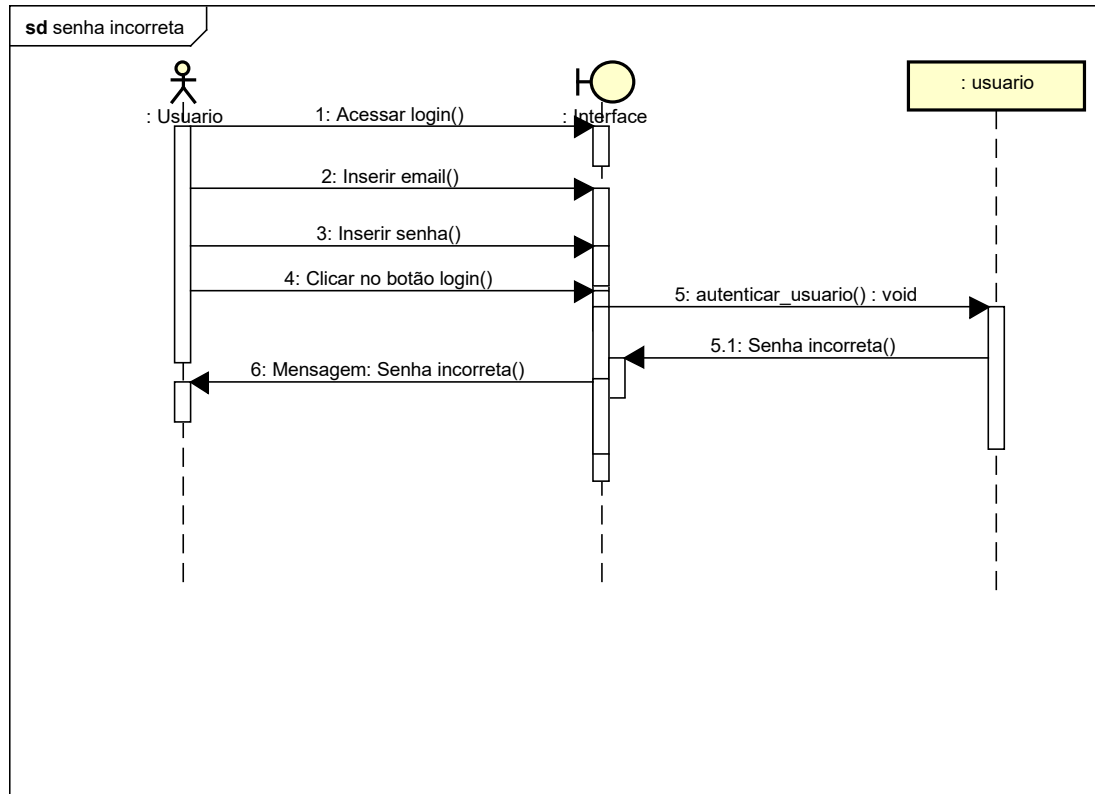 sd senha incorreta
: Usuario
: Interface
: usuario
1: Acessar login()
2: Inserir email()
3: Inserir senha()
4: Clicar no botão login()
5: autenticar_usuario() : void
5.1: Senha incorreta()
6: Mensagem: Senha incorreta()